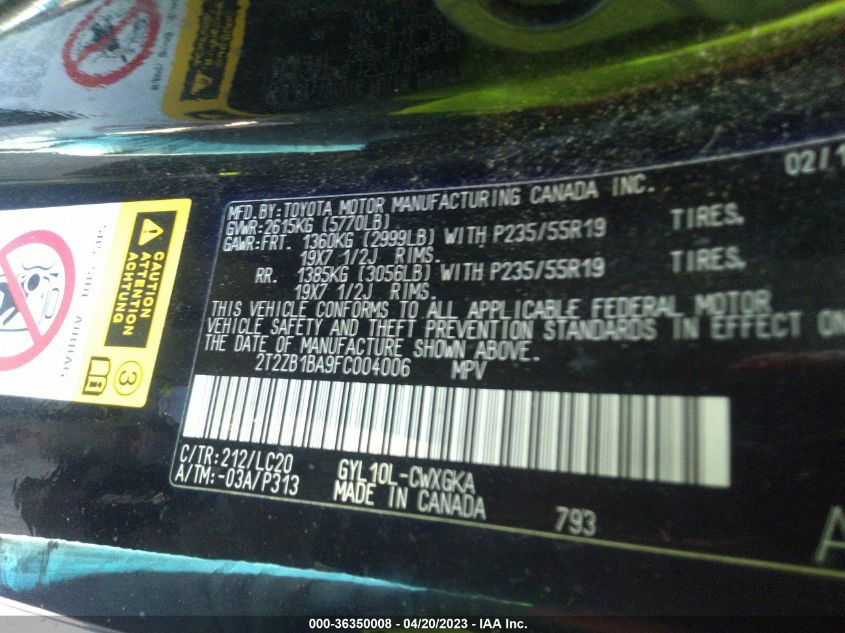 02/1
MFD. BY: TOYOTA MOTOR MANUFACTURING CANADA INC.
GVWR: 2615KG (5770LB)
GAWR: FRT. 1360KG (2999LB) WITH P235/55R19 TIRES.
19X7 1/2J RIMS.
RR. 1385KG (3056LB) WITH P235/55R19 TIRES.
19X7 1/2J RIMS.
THIS VEHICLE CONFORMS TO ALL APPLICABLE FEDERAL MOTOR
VEHICLE SAFETY AND THEFT PREVENTION STANDARDS IN EFFECT ON
THE DATE OF MANUFACTURE SHOWN ABOVE.
2T2ZB1BA9FC004006 MPV
C/TR: 212/LC20 GYL10L-CWXGKA
A/TM: -03A/P313 MADE IN CANADA 793
A
SRS SIDE AIRBAG
CAUTION
ATTENTION
ACHTUNG
3
000-36350008 - 04/20/2023 - IAA Inc.